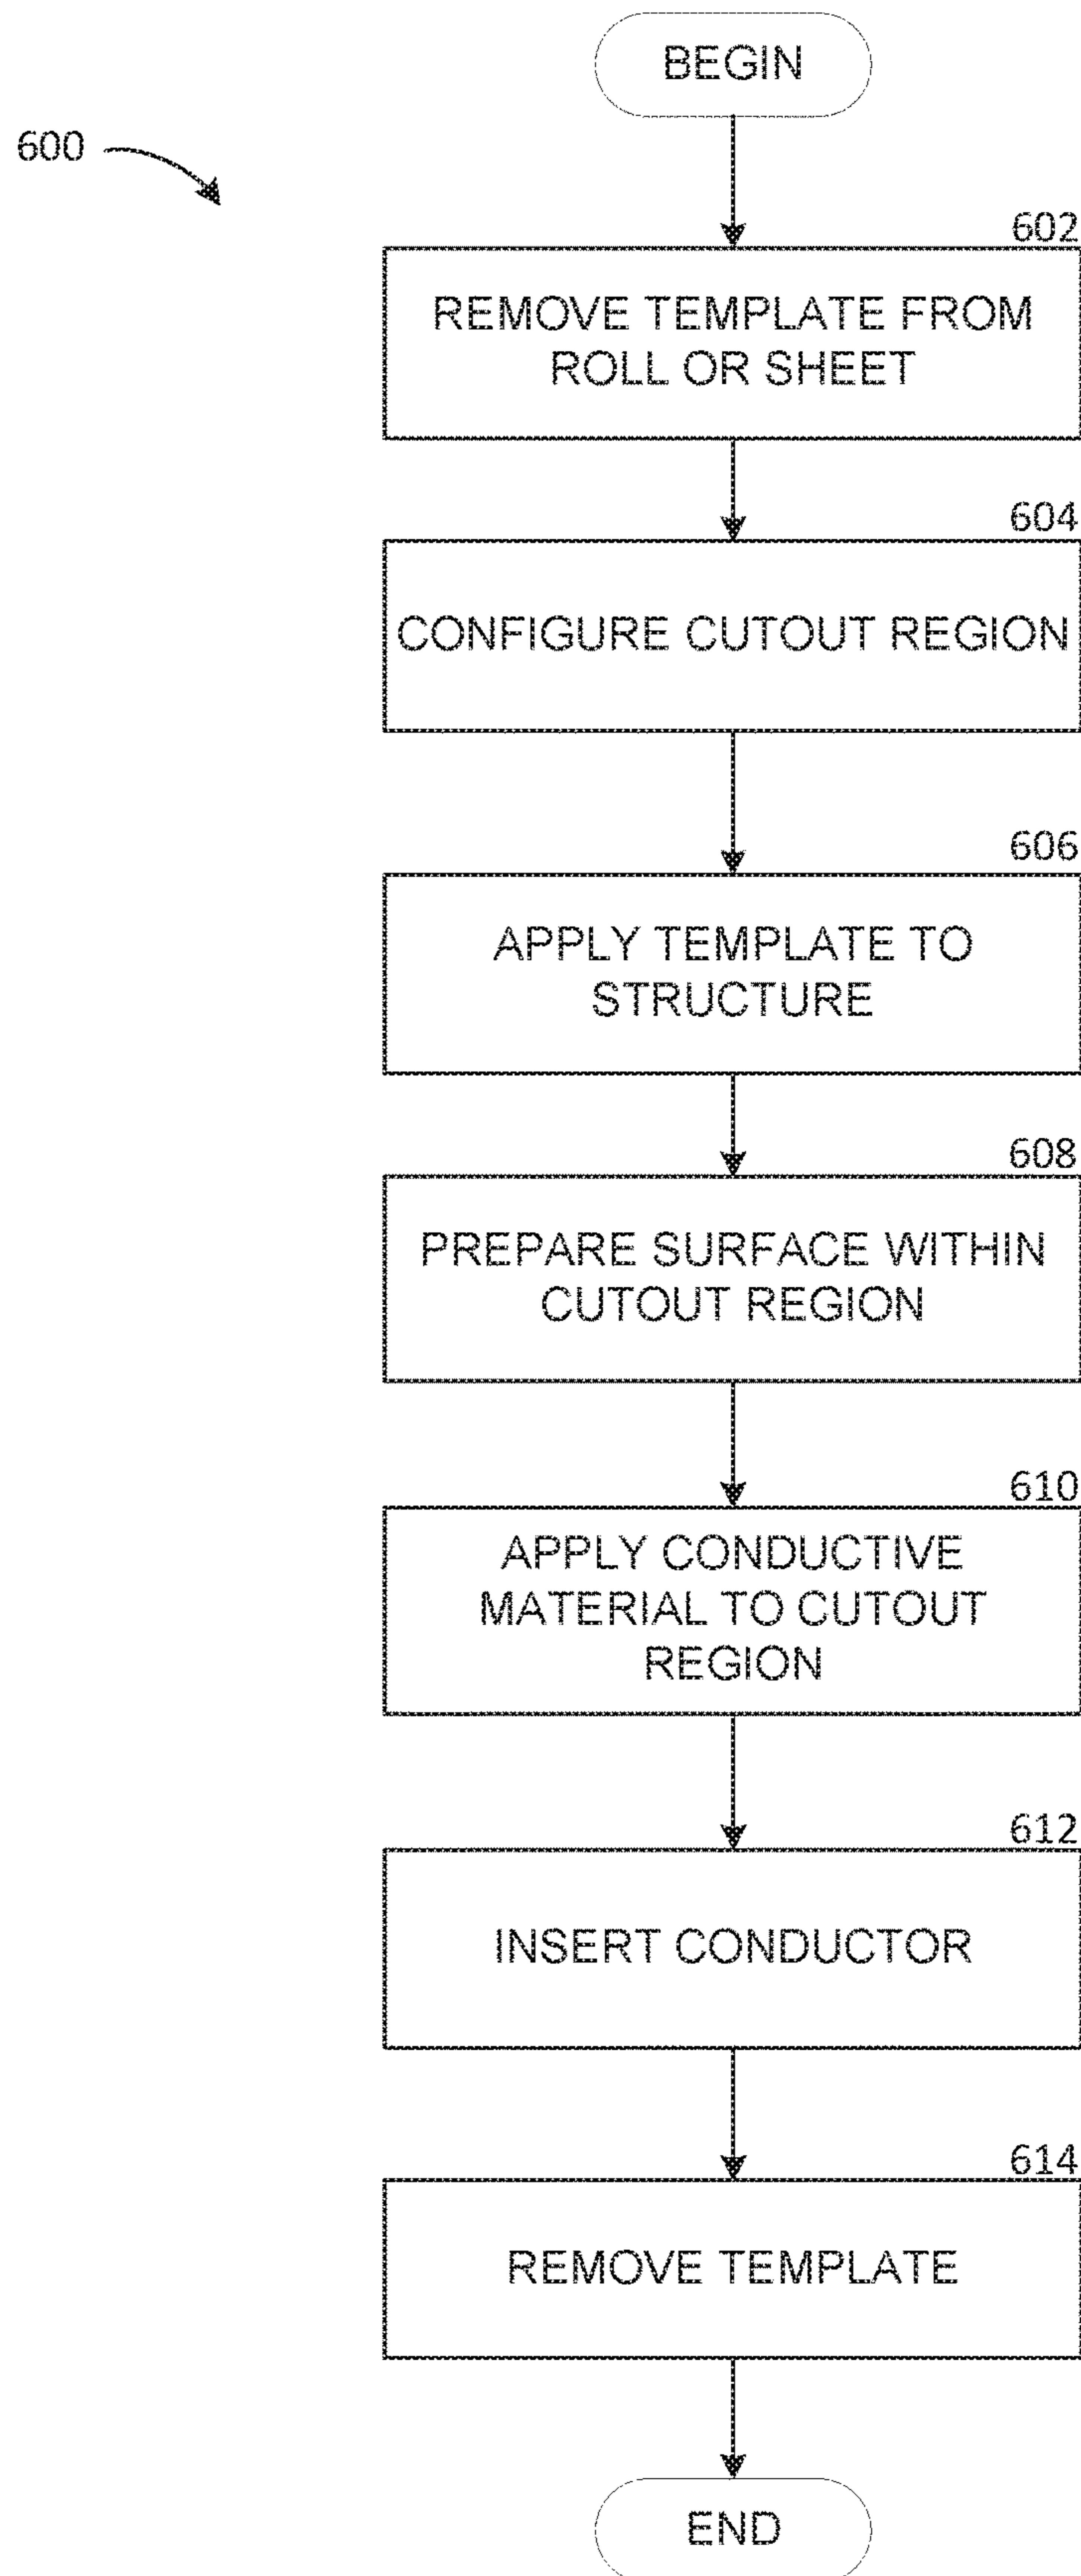 BEGIN
600
602
REMOVE TEMPLATE FROM
ROLL OR SHEET
604
CONFIGURE CUTOUT REGION
606
APPLY TEMPLATE TO
STRUCTURE
608
PREPARE SURFACE WITHIN
CUTOUT REGION
610
APPLY CONDUCTIVE
MATERIAL TO CUTOUT
REGION
612
INSERT CONDUCTOR
614
REMOVE TEMPLATE
END